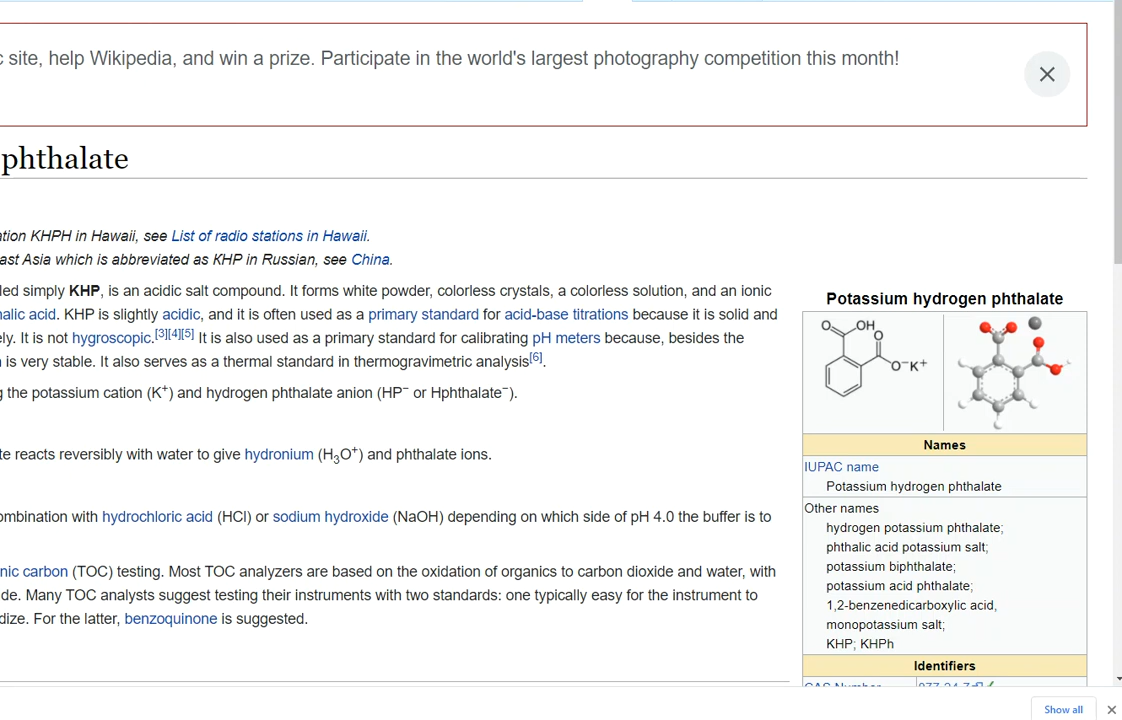 site, help Wikipedia, and win a prize. Participate in the world's largest photography competition this month!
phthalate
KHPH in Hawaii, see List of radio stations in Hawaii.
Asia which is abbreviated as KHP in Russian, see China.
simply KHP, is an acidic salt compound. It forms white powder, colorless crystals, a colorless solution, and an ionic
acid. KHP is slightly acidic, and it is often used as a primary standard for acid-base titrations because it is solid and
It is not hygroscopic.[3][4][5] It is also used as a primary standard for calibrating pH meters because, besides the
is very stable. It also serves as a thermal standard in thermogravimetric analysis[6].
the potassium cation (K+) and hydrogen phthalate anion (HP− or Hphthalate−).
reacts reversibly with water to give hydronium (H3O+) and phthalate ions.
with hydrochloric acid (HCl) or sodium hydroxide (NaOH) depending on which side of pH 4.0 the buffer is to
carbon (TOC) testing. Most TOC analyzers are based on the oxidation of organics to carbon dioxide and water, with
Many TOC analysts suggest testing their instruments with two standards: one typically easy for the instrument to
For the latter, benzoquinone is suggested.
Potassium hydrogen phthalate
O OH
O
O−K+
Names
IUPAC name
Potassium hydrogen phthalate
Other names
hydrogen potassium phthalate;
phthalic acid potassium salt;
potassium biphthalate;
potassium acid phthalate;
1,2-benzenedicarboxylic acid,
monopotassium salt;
KHP; KHPh
Identifiers
Show all